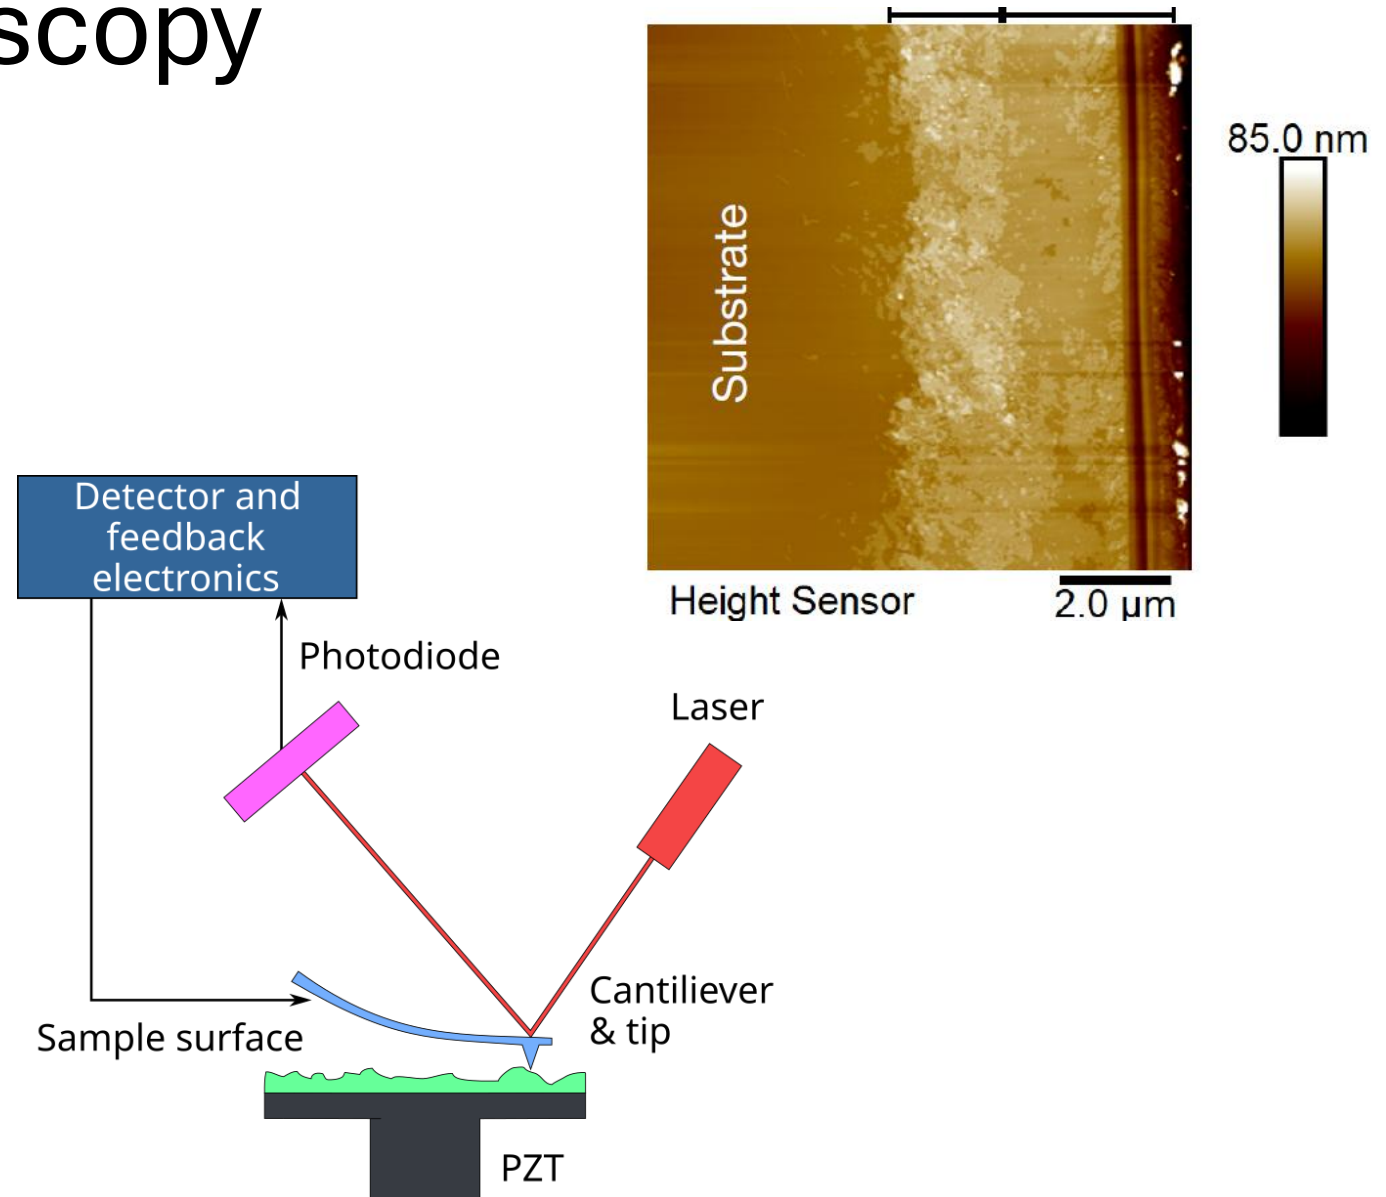 scopy
85.0 nm
Substrate
Height Sensor
2.0 µm
Detector and
feedback
electronics
Photodiode
Laser
Cantiliever
& tip
Sample surface
PZT